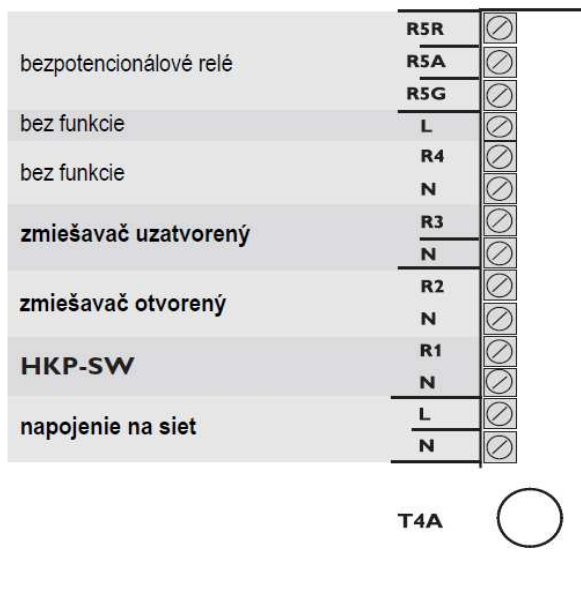 R5R
bezpotencionálové relé R5A
R5G
bez funkcie L
R4
bez funkcie
N
R3
zmiešavač uzatvorený
N
R2
zmiešavač otvorený
N
R1
HKP-SW
N
L
napojenie na siet
N
T4A